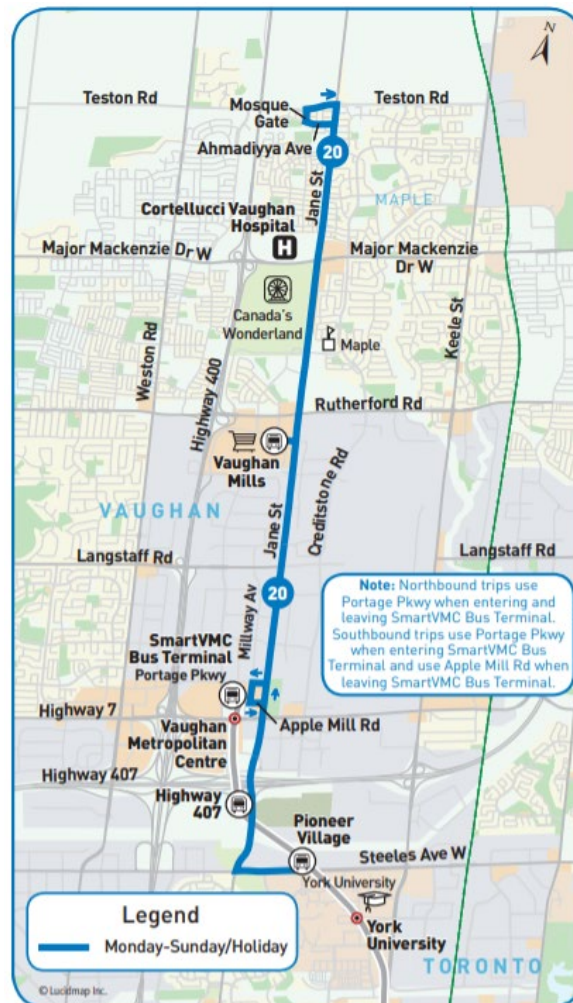 N
Teston Rd
Teston Rd
Mosque
Gate
Ahmadiyya Ave
20
Jane St
MAPLE
Cortellucci Vaughan
Hospital
H
Major Mackenzie Dr W
Major Mackenzie
Dr W
Canada's
Wonderland
Maple
Weston Rd
Highway 400
Keele St
Rutherford Rd
Vaughan
Mills
Creditstone Rd
VAUGHAN
Jane St
Langstaff Rd
Langstaff Rd
20
Millway Av
Note: Northbound trips use
Portage Pkwy when entering and
leaving SmartVMC Bus Terminal.
Southbound trips use Portage Pkwy
when entering SmartVMC Bus
Terminal and use Apple Mill Rd when
leaving SmartVMC Bus Terminal.
SmartVMC
Bus Terminal
Portage Pkwy
Highway 7
Apple Mill Rd
Vaughan
Metropolitan
Centre
Highway 407
Highway
407
Pioneer
Village
Steeles Ave W
York University
York
University
TORONTO
Legend
Monday-Sunday/Holiday
© Lucidmap Inc.